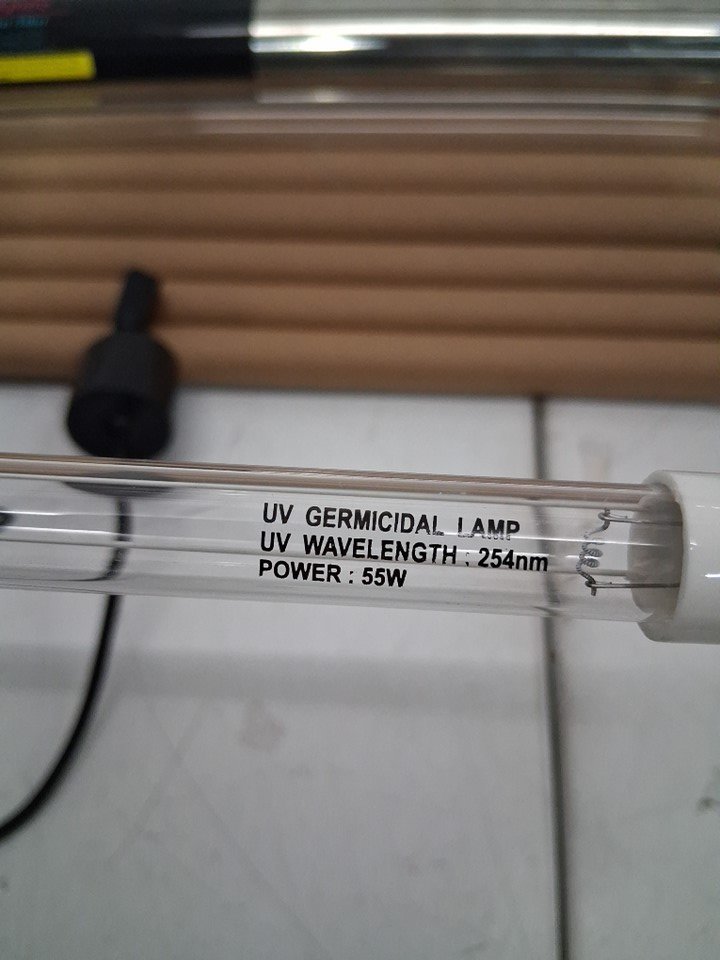 UV GERMICIDAL LAMP
UV WAVELENGTH : 254nm
POWER : 55W